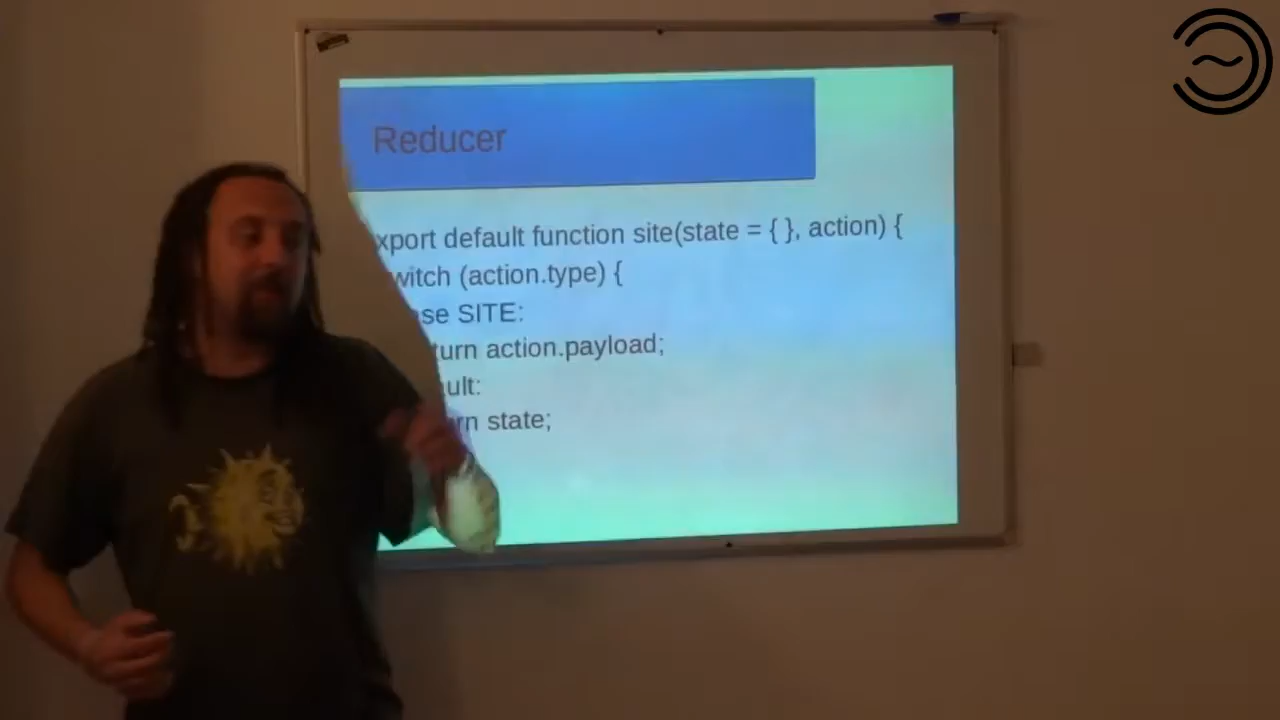 Reducer
xport default function site(state = { }, action) {
witch (action.type) {
se SITE:
turn action.payload;
ult:
rn state;